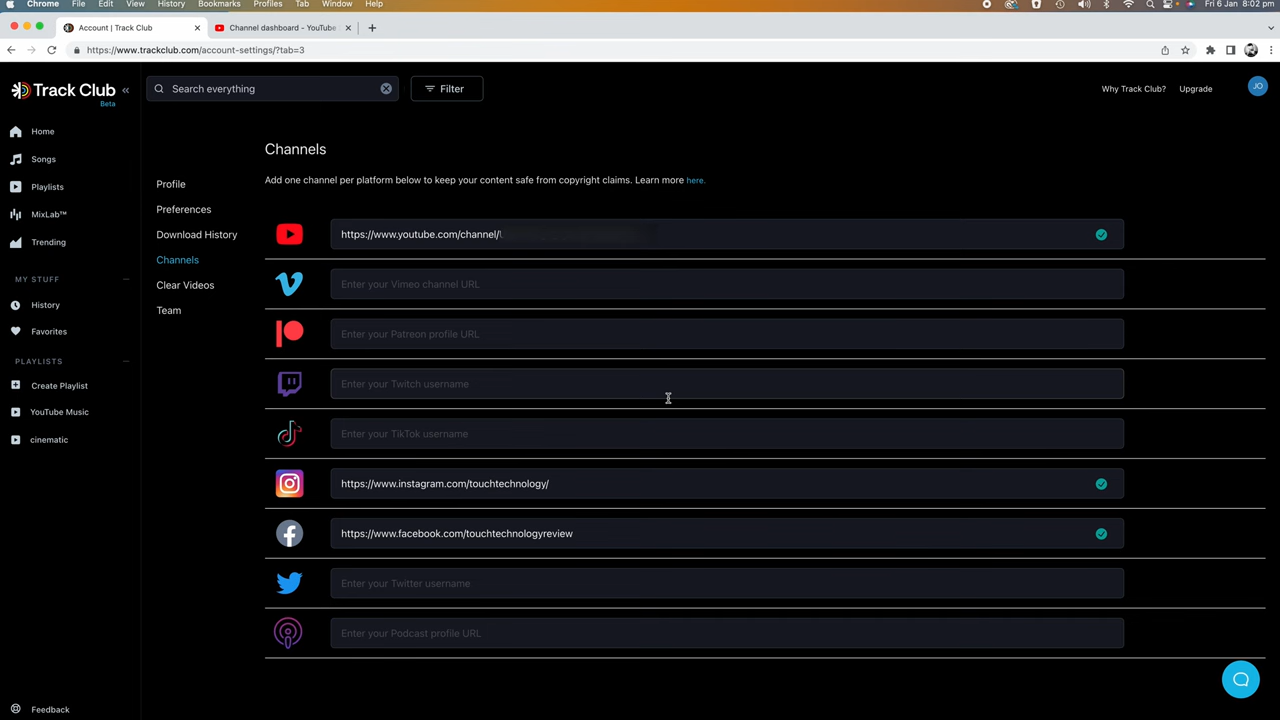 Chrome File Edit View History Bookmarks Profiles Tab Window Help Fri 6 Jan 8:02 pm
Account | Track Club Channel dashboard - YouTube
https://www.trackclub.com/account-settings/?tab=3
Track Club
Beta
Search everything
Filter
Why Track Club?
Upgrade
JO
Home
Songs
Playlists
MixLab™
Trending
MY STUFF
History
Favorites
PLAYLISTS
Create Playlist
YouTube Music
cinematic
Feedback
Profile
Preferences
Download History
Channels
Clear Videos
Team
Channels
Add one channel per platform below to keep your content safe from copyright claims. Learn more here.
https://www.youtube.com/channel/
Enter your Vimeo channel URL
Enter your Patreon profile URL
Enter your Twitch username
Enter your TikTok username
https://www.instagram.com/touchtechnology/
https://www.facebook.com/touchtechnologyreview
Enter your Twitter username
Enter your Podcast profile URL